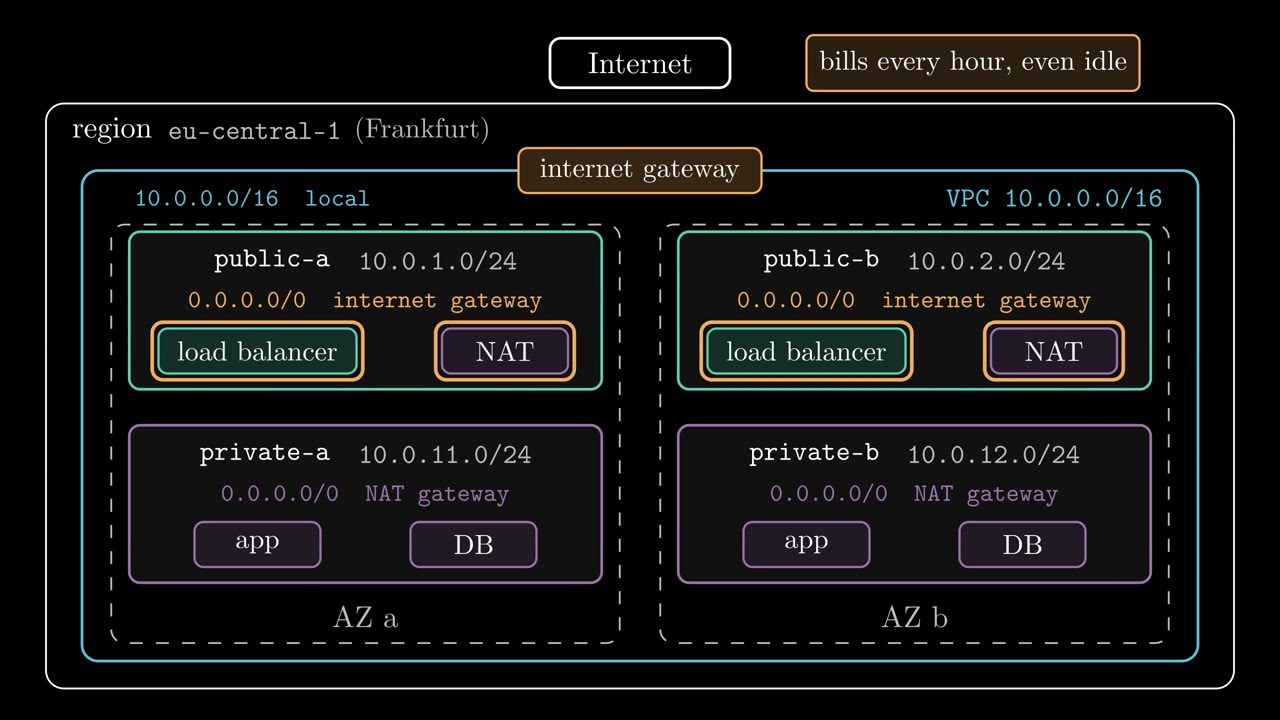 Internet
bills every hour, even idle
region eu-central-1 (Frankfurt)
internet gateway
10.0.0.0/16 local
VPC 10.0.0.0/16
public-a 10.0.1.0/24
0.0.0.0/0 internet gateway
load balancer
NAT
private-a 10.0.11.0/24
0.0.0.0/0 NAT gateway
app
DB
AZ a
public-b 10.0.2.0/24
0.0.0.0/0 internet gateway
load balancer
NAT
private-b 10.0.12.0/24
0.0.0.0/0 NAT gateway
app
DB
AZ b